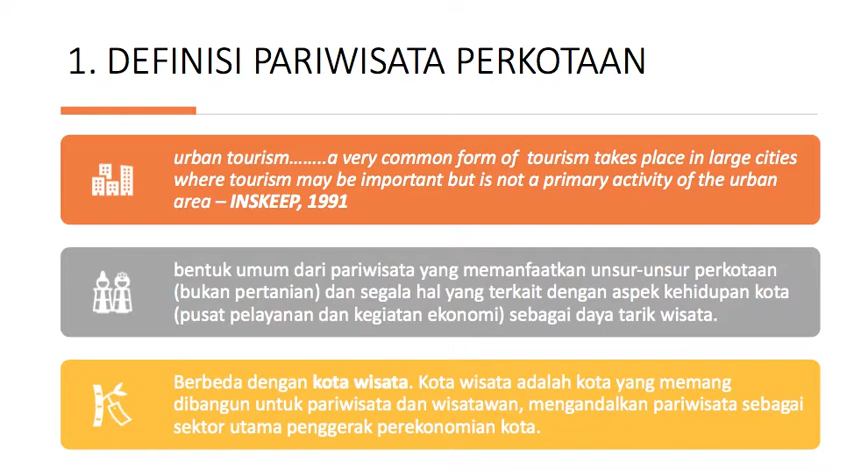 1. DEFINISI PARIWISATA PERKOTAAN
urban tourism........a very common form of tourism takes place in large cities
where tourism may be important but is not a primary activity of the urban
area – INSKEEP, 1991
bentuk umum dari pariwisata yang memanfaatkan unsur-unsur perkotaan
(bukan pertanian) dan segala hal yang terkait dengan aspek kehidupan kota
(pusat pelayanan dan kegiatan ekonomi) sebagai daya tarik wisata.
Berbeda dengan kota wisata. Kota wisata adalah kota yang memang
dibangun untuk pariwisata dan wisatawan, mengandalkan pariwisata sebagai
sektor utama penggerak perekonomian kota.